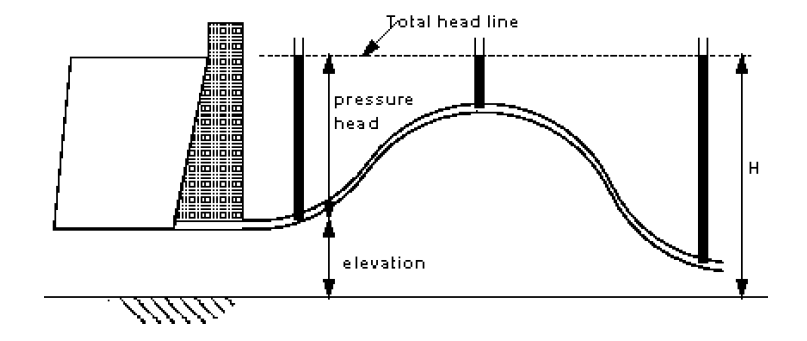 Total head line
pressure
head
H
elevation